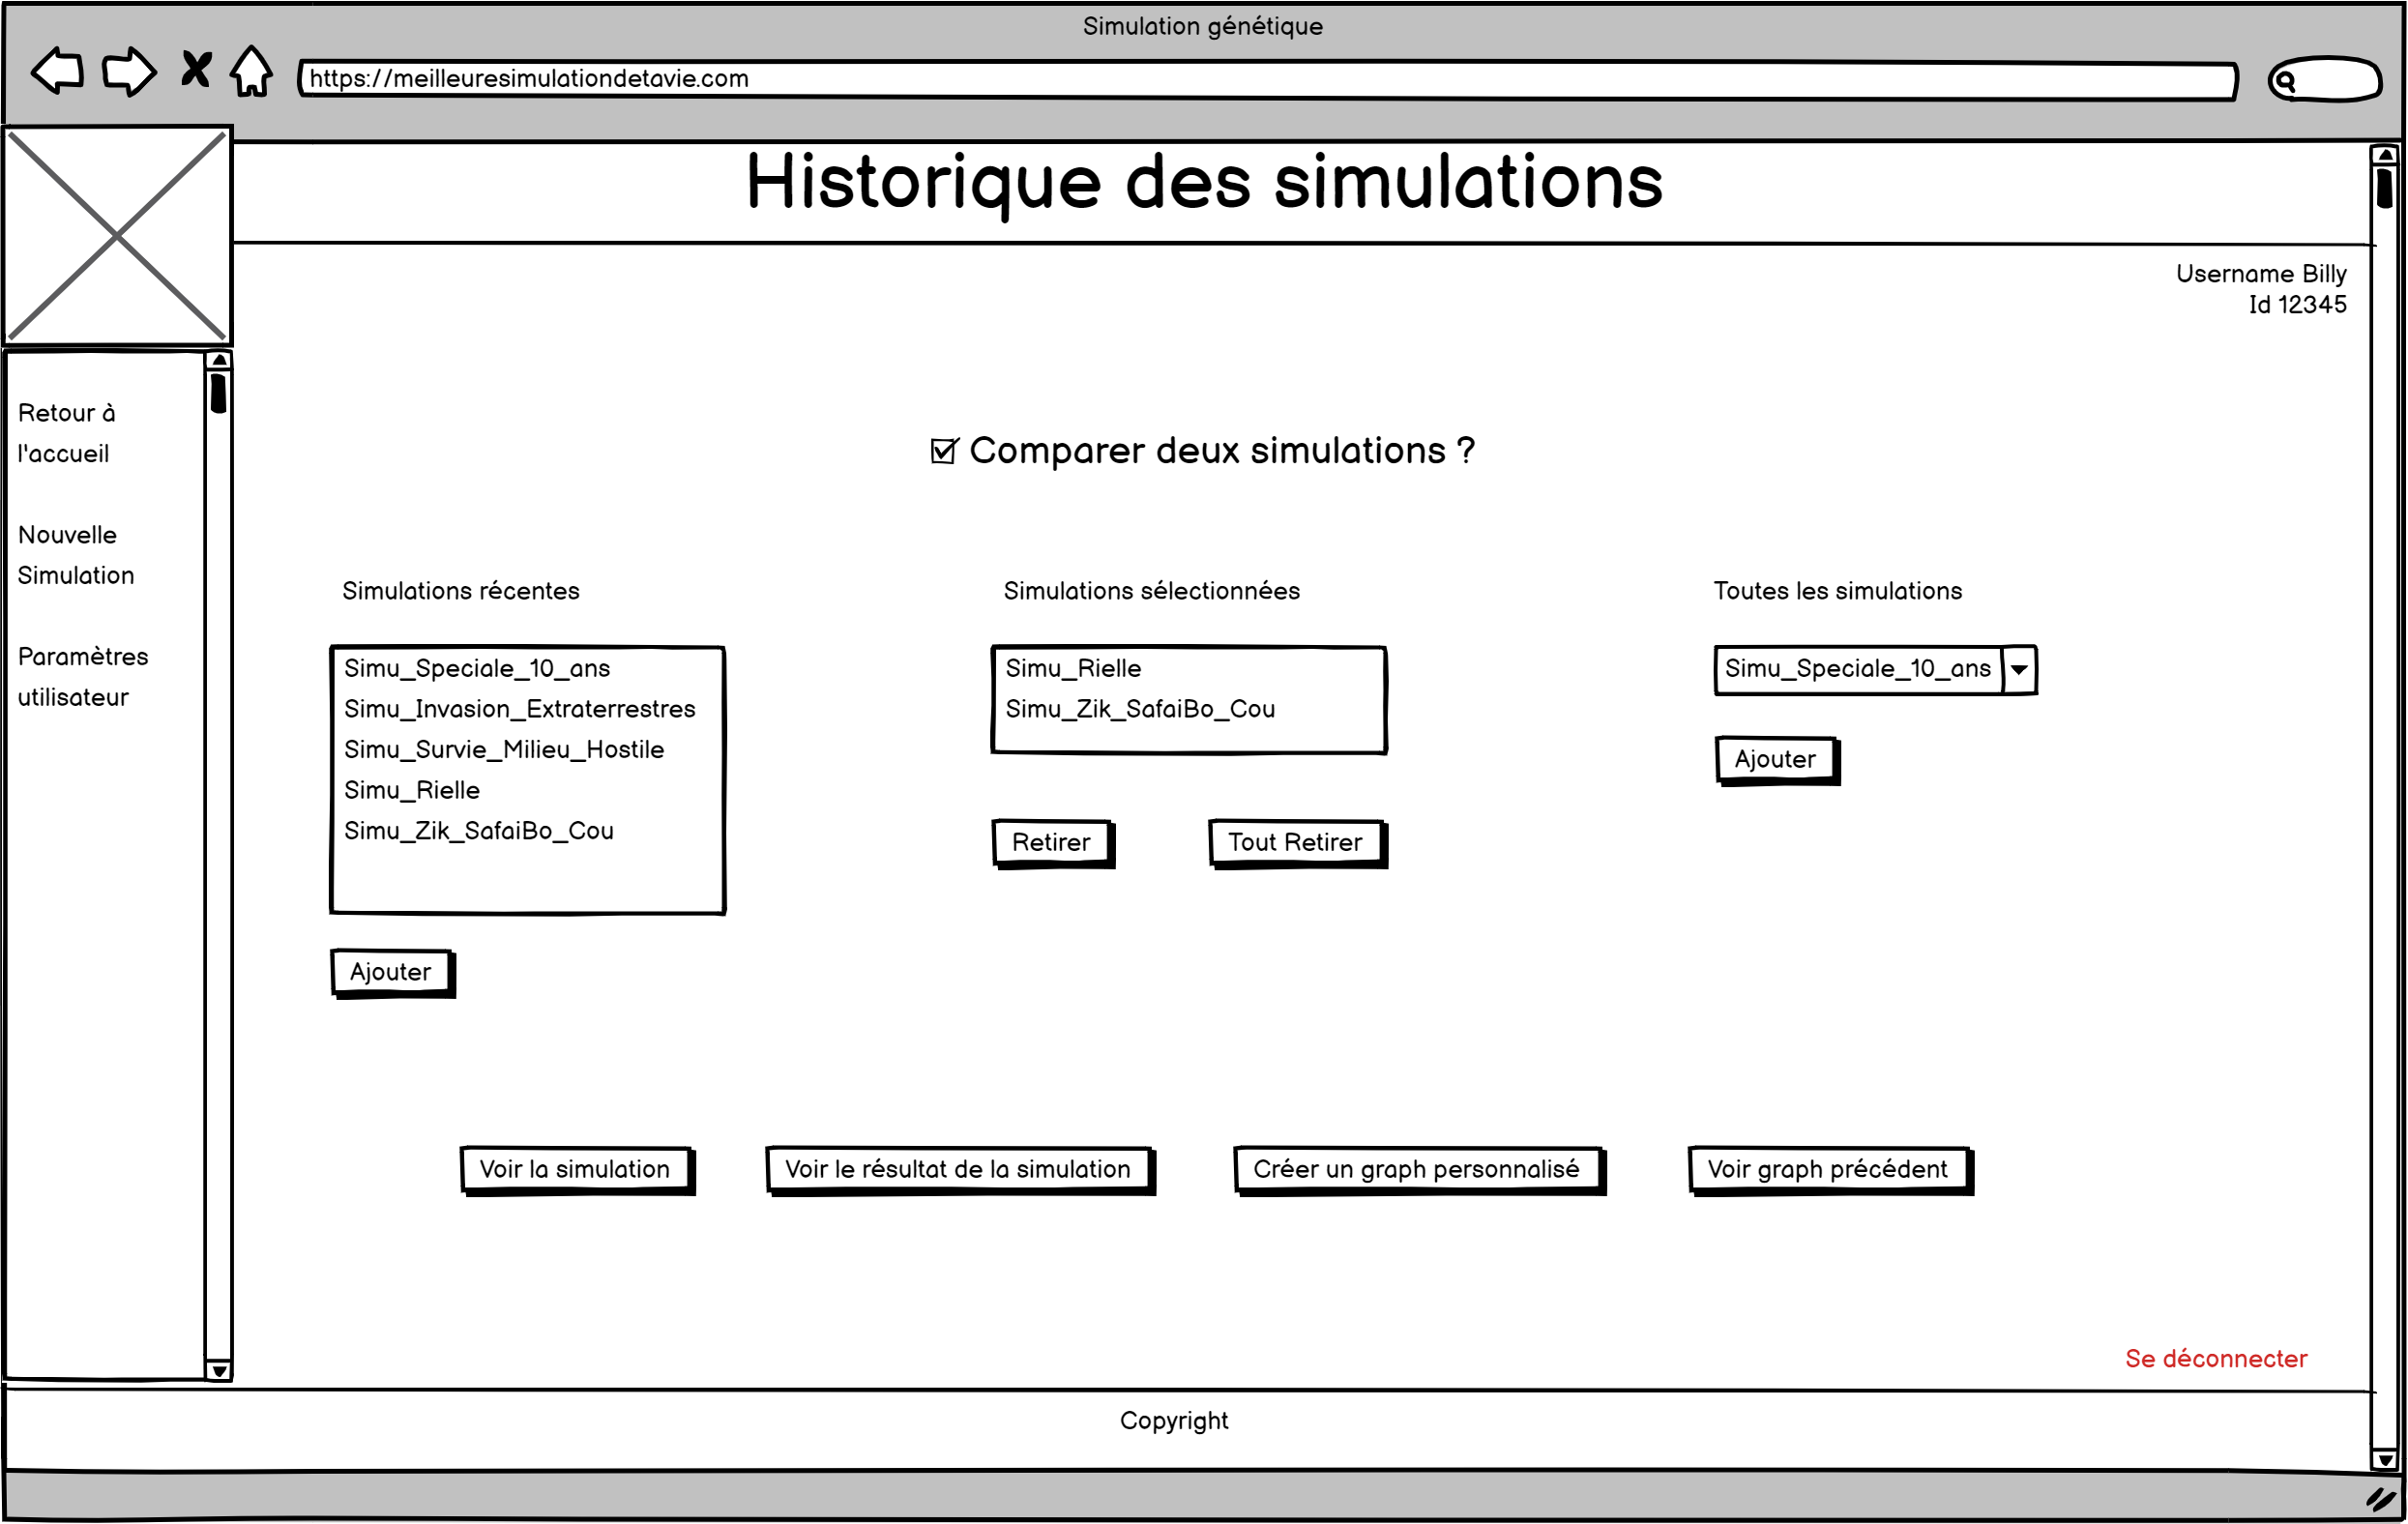 Simulation génétique
https://meilleuresimulationdetavie.com
Historique des simulations
Username Billy
Id 12345
Retour à
l'accueil
Nouvelle
Simulation
Paramètres
utilisateur
Comparer deux simulations ?
Simulations récentes
Simu_Speciale_10_ans
Simu_Invasion_Extraterrestres
Simu_Survie_Milieu_Hostile
Simu_Rielle
Simu_Zik_SafaiBo_Cou
Ajouter
Simulations sélectionnées
Simu_Rielle
Simu_Zik_SafaiBo_Cou
Retirer
Tout Retirer
Toutes les simulations
Simu_Speciale_10_ans
Ajouter
Voir la simulation
Voir le résultat de la simulation
Créer un graph personnalisé
Voir graph précédent
Se déconnecter
Copyright